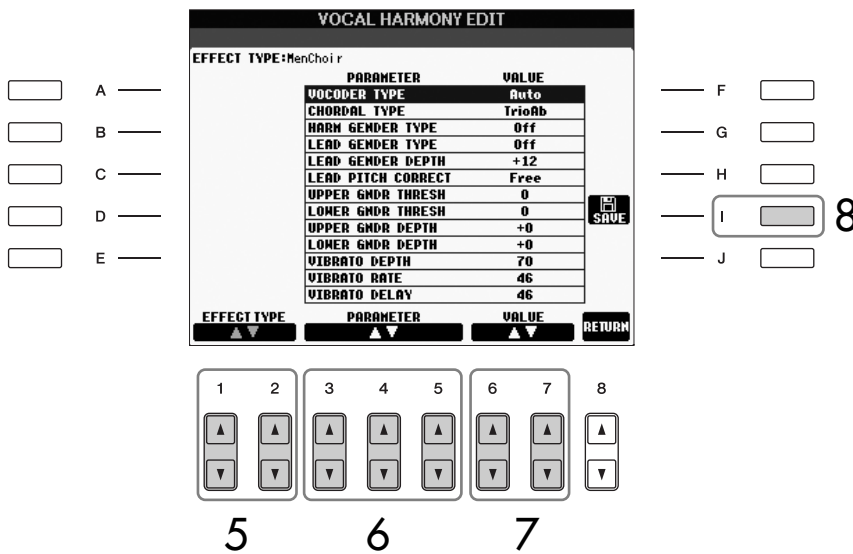 VOCAL HARMONY EDIT
EFFECT TYPE:MenChoir
PARAMETER VALUE
VOCODER TYPE Auto
CHORDAL TYPE TrioAb
HARM GENDER TYPE Off
LEAD GENDER TYPE Off
LEAD GENDER DEPTH +12
LEAD PITCH CORRECT Free
UPPER GNDR THRESH 0
LOWER GNDR THRESH 0
UPPER GNDR DEPTH +0
LOWER GNDR DEPTH +0
VIBRATO DEPTH 70
VIBRATO RATE 46
VIBRATO DELAY 46
SAVE
EFFECT TYPE PARAMETER VALUE RETURN
A
B
C
D
E
F
G
H
I 8
J
1 2 3 4 5 6 7 8
5 6 7